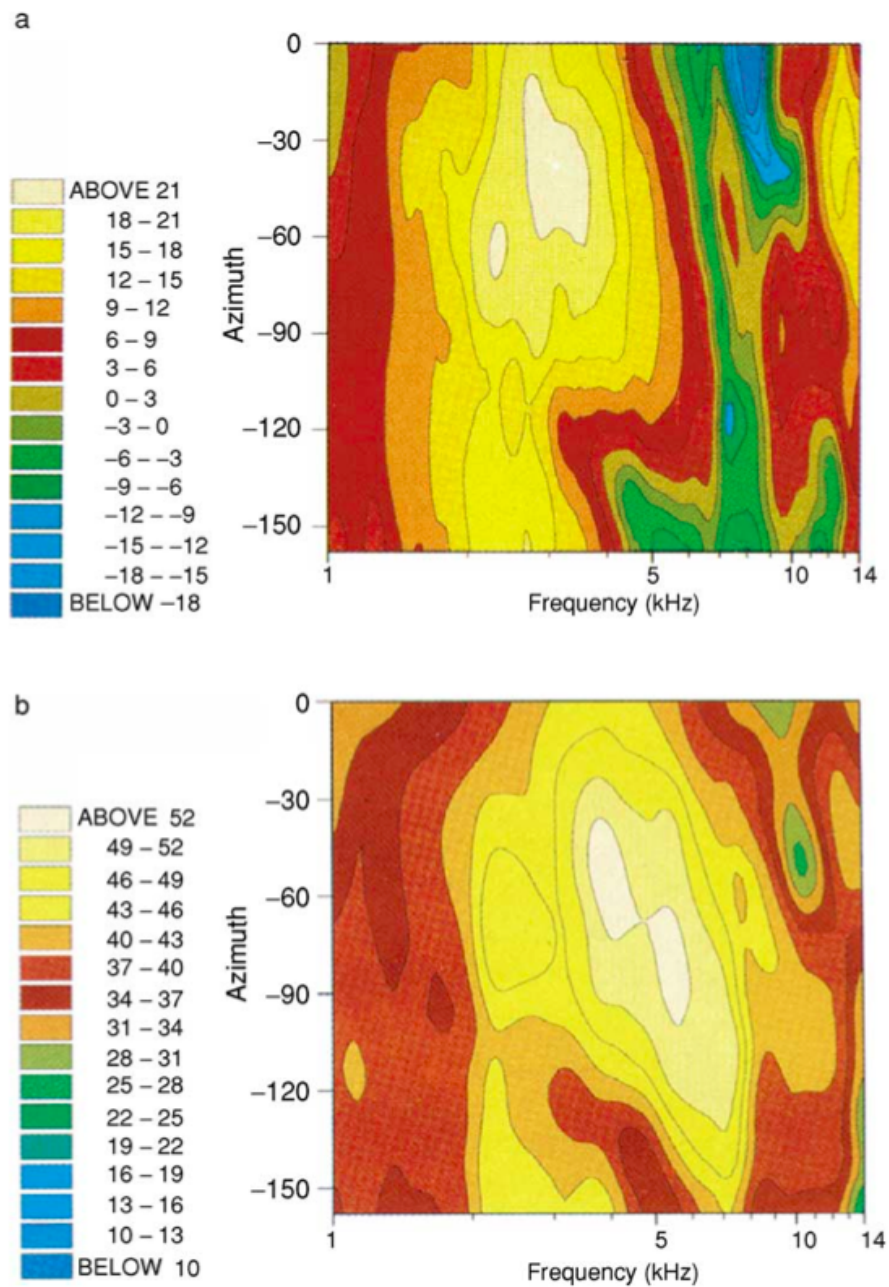 a
ABOVE 21
18 – 21
15 – 18
12 – 15
9 – 12
6 – 9
3 – 6
0 – 3
–3 – 0
–6 – –3
–9 – –6
–12 – –9
–15 – –12
–18 – –15
BELOW –18
Azimuth
0
–30
–60
–90
–120
–150
1
5
10
14
Frequency (kHz)
b
ABOVE 52
49 – 52
46 – 49
43 – 46
40 – 43
37 – 40
34 – 37
31 – 34
28 – 31
25 – 28
22 – 25
19 – 22
16 – 19
13 – 16
10 – 13
BELOW 10
Azimuth
0
–30
–60
–90
–120
–150
1
5
10
14
Frequency (kHz)